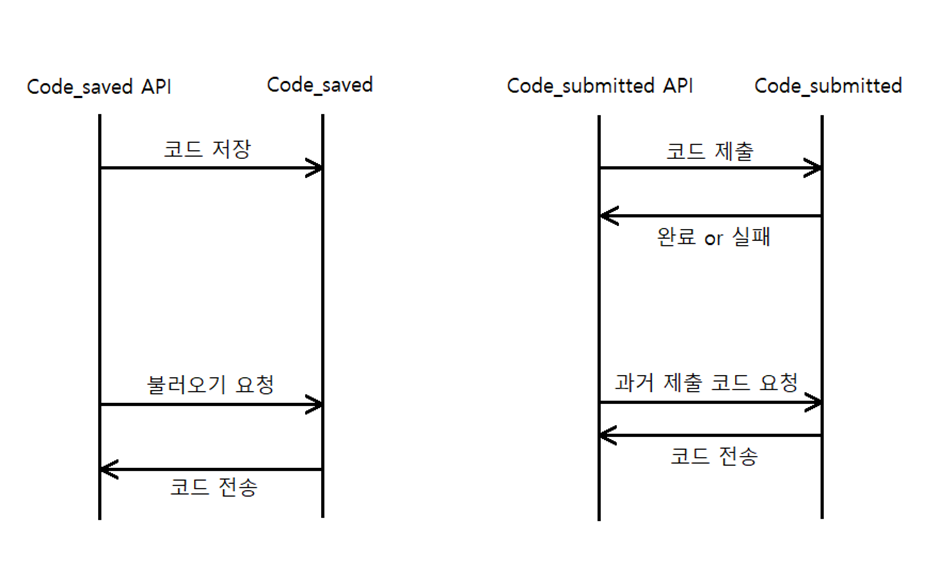 Code_saved API
Code_saved
코드 저장
불러오기 요청
코드 전송
Code_submitted API
Code_submitted
코드 제출
완료 or 실패
과거 제출 코드 요청
코드 전송